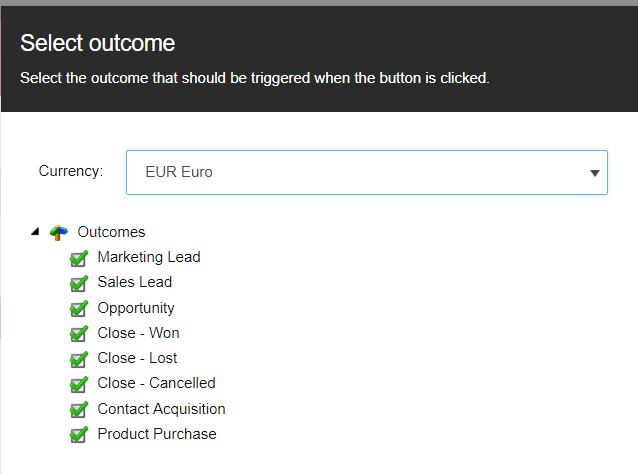 Select outcome
Select the outcome that should be triggered when the button is clicked.
Currency: EUR Euro
Outcomes
Marketing Lead
Sales Lead
Opportunity
Close - Won
Close - Lost
Close - Cancelled
Contact Acquisition
Product Purchase